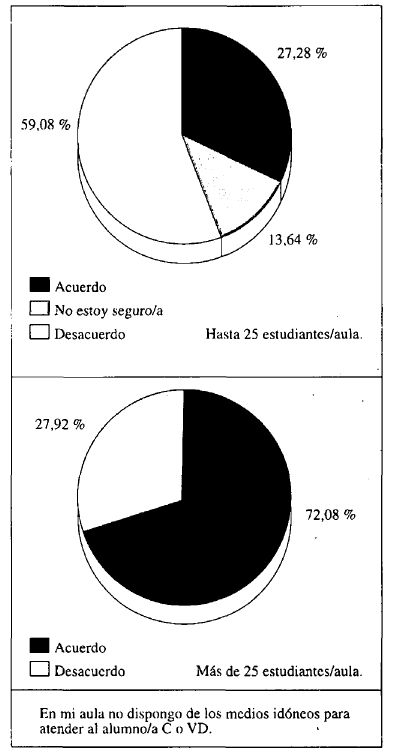 27,28 %
59,08 %
13,64 %
Acuerdo
No estoy seguro/a
Desacuerdo
Hasta 25 estudiantes/aula.
27,92 %
72,08 %
Acuerdo
Desacuerdo
Más de 25 estudiantes/aula.
En mi aula no dispongo de los medios idóneos para
atender al alumno/a C o VD.